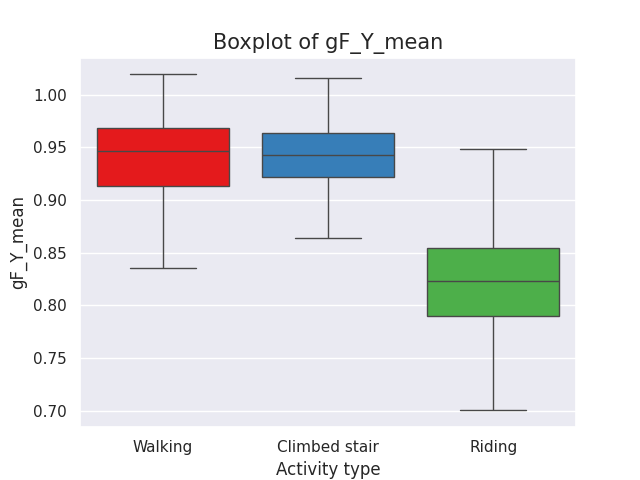 Boxplot of gF_Y_mean
gF_Y_mean
1.00
0.95
0.90
0.85
0.80
0.75
0.70
Walking Climbed stair Riding
Activity type